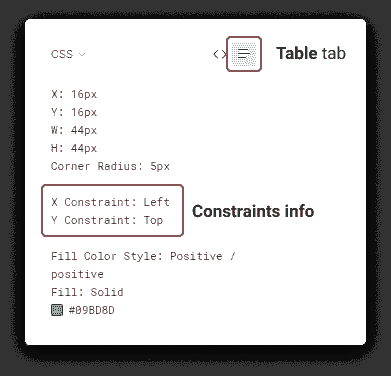 CSS
<> Table tab
X: 16px
Y: 16px
W: 44px
H: 44px
Corner Radius: 5px
X Constraint: Left
Y Constraint: Top
Constraints info
Fill Color Style: Positive /
positive
Fill: Solid
#09BD8D